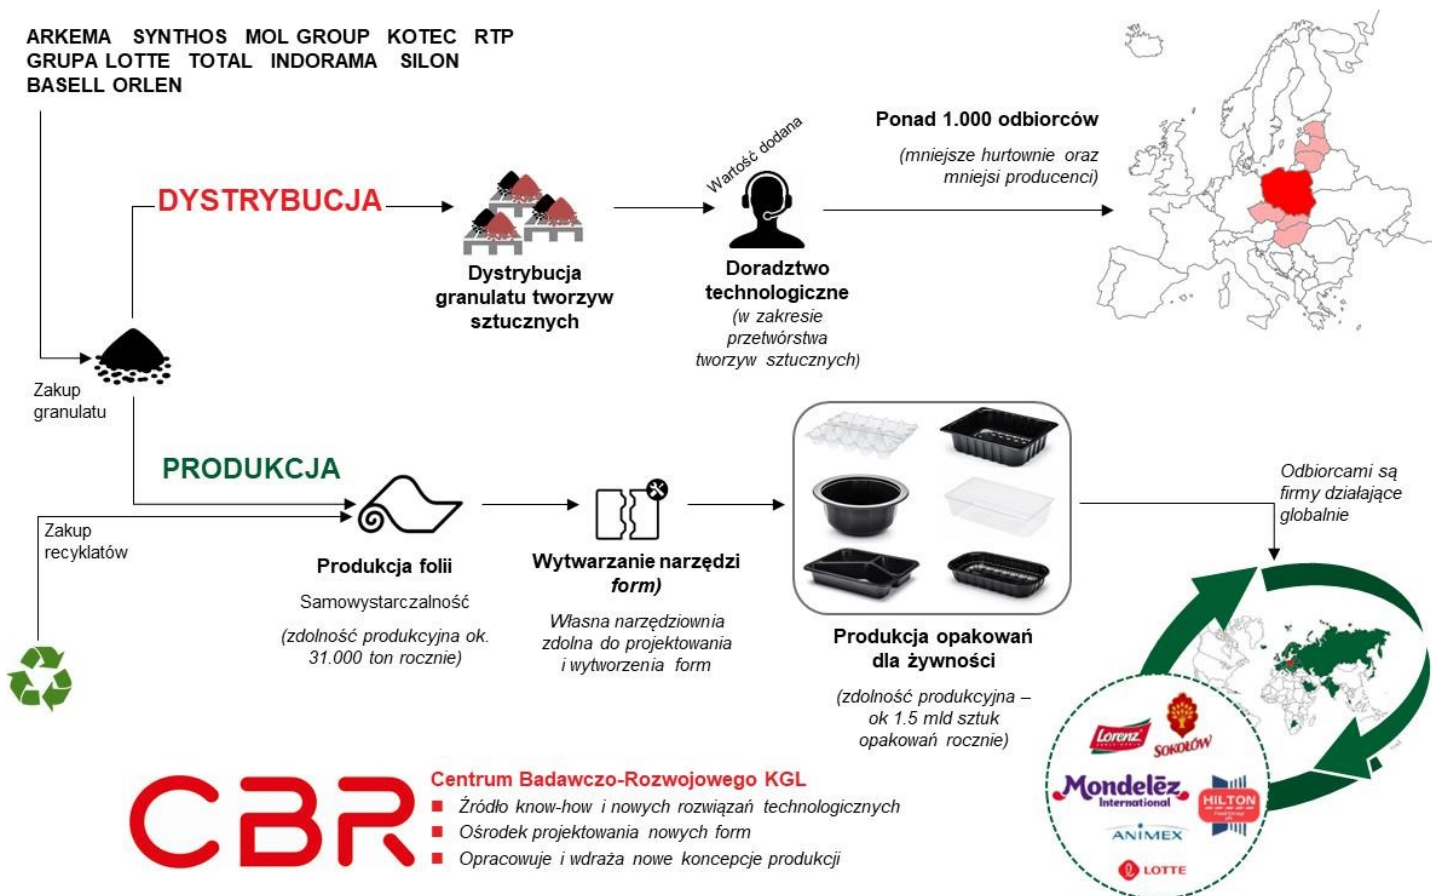 ARKEMA SYNTHOS MOL GROUP KOTEC RTP
GRUPA LOTTE TOTAL INDORAMA SILON
BASELL ORLEN
DYSTRYBUCJA
Dystrybucja
granulatu tworzyw
sztucznych
Wartość dodana
Doradztwo
technologiczne
(w zakresie
przetwórstwa
tworzyw sztucznych)
Ponad 1.000 odbiorców
(mniejsze hurtownie oraz
mniejsi producenci)
Zakup
granulatu
PRODUKCJA
Zakup
recyklatów
Produkcja folii
Samowystarczalność
(zdolność produkcyjna ok.
31.000 ton rocznie)
Wytwarzanie narzędzi
form)
Własna narzędziownia
zdolna do projektowania
i wytworzenia form
Produkcja opakowań
dla żywności
(zdolność produkcyjna –
ok 1.5 mld sztuk
opakowań rocznie)
Odbiorcami są
firmy działające
globalnie
Lorenz
SOKOŁÓW
Mondelēz
International
HILTON
ANIMEX
LOTTE
CBR
Centrum Badawczo-Rozwojowego KGL
Źródło know-how i nowych rozwiązań technologicznych
Ośrodek projektowania nowych form
Opracowuje i wdraża nowe koncepcje produkcji